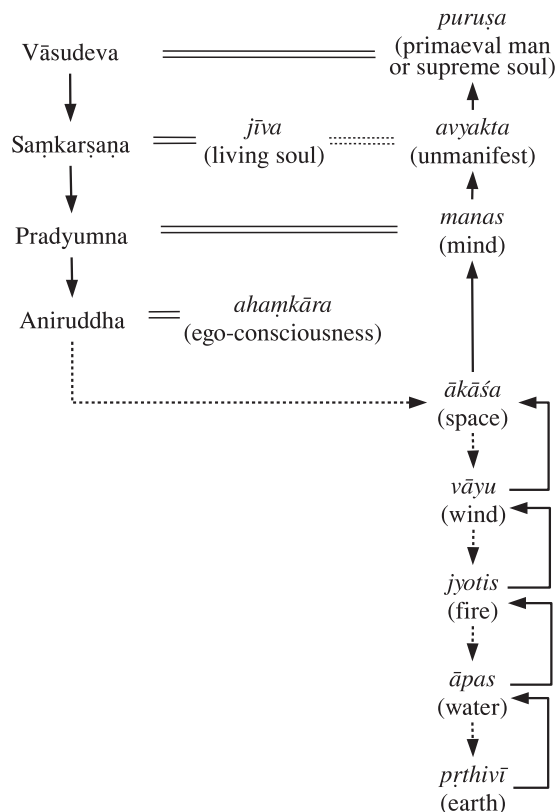 puruṣa
Vāsudeva
(primaeval man
or supreme soul)
jīva
avyakta
Saṃkarṣaṇa
(living soul)
(unmanifest)
manas
Pradyumna
(mind)
ahaṃkāra
Aniruddha
(ego-consciousness)
ākāśa
(space)
vāyu
(wind)
jyotis
(fire)
āpas
(water)
pṛthivī
(earth)